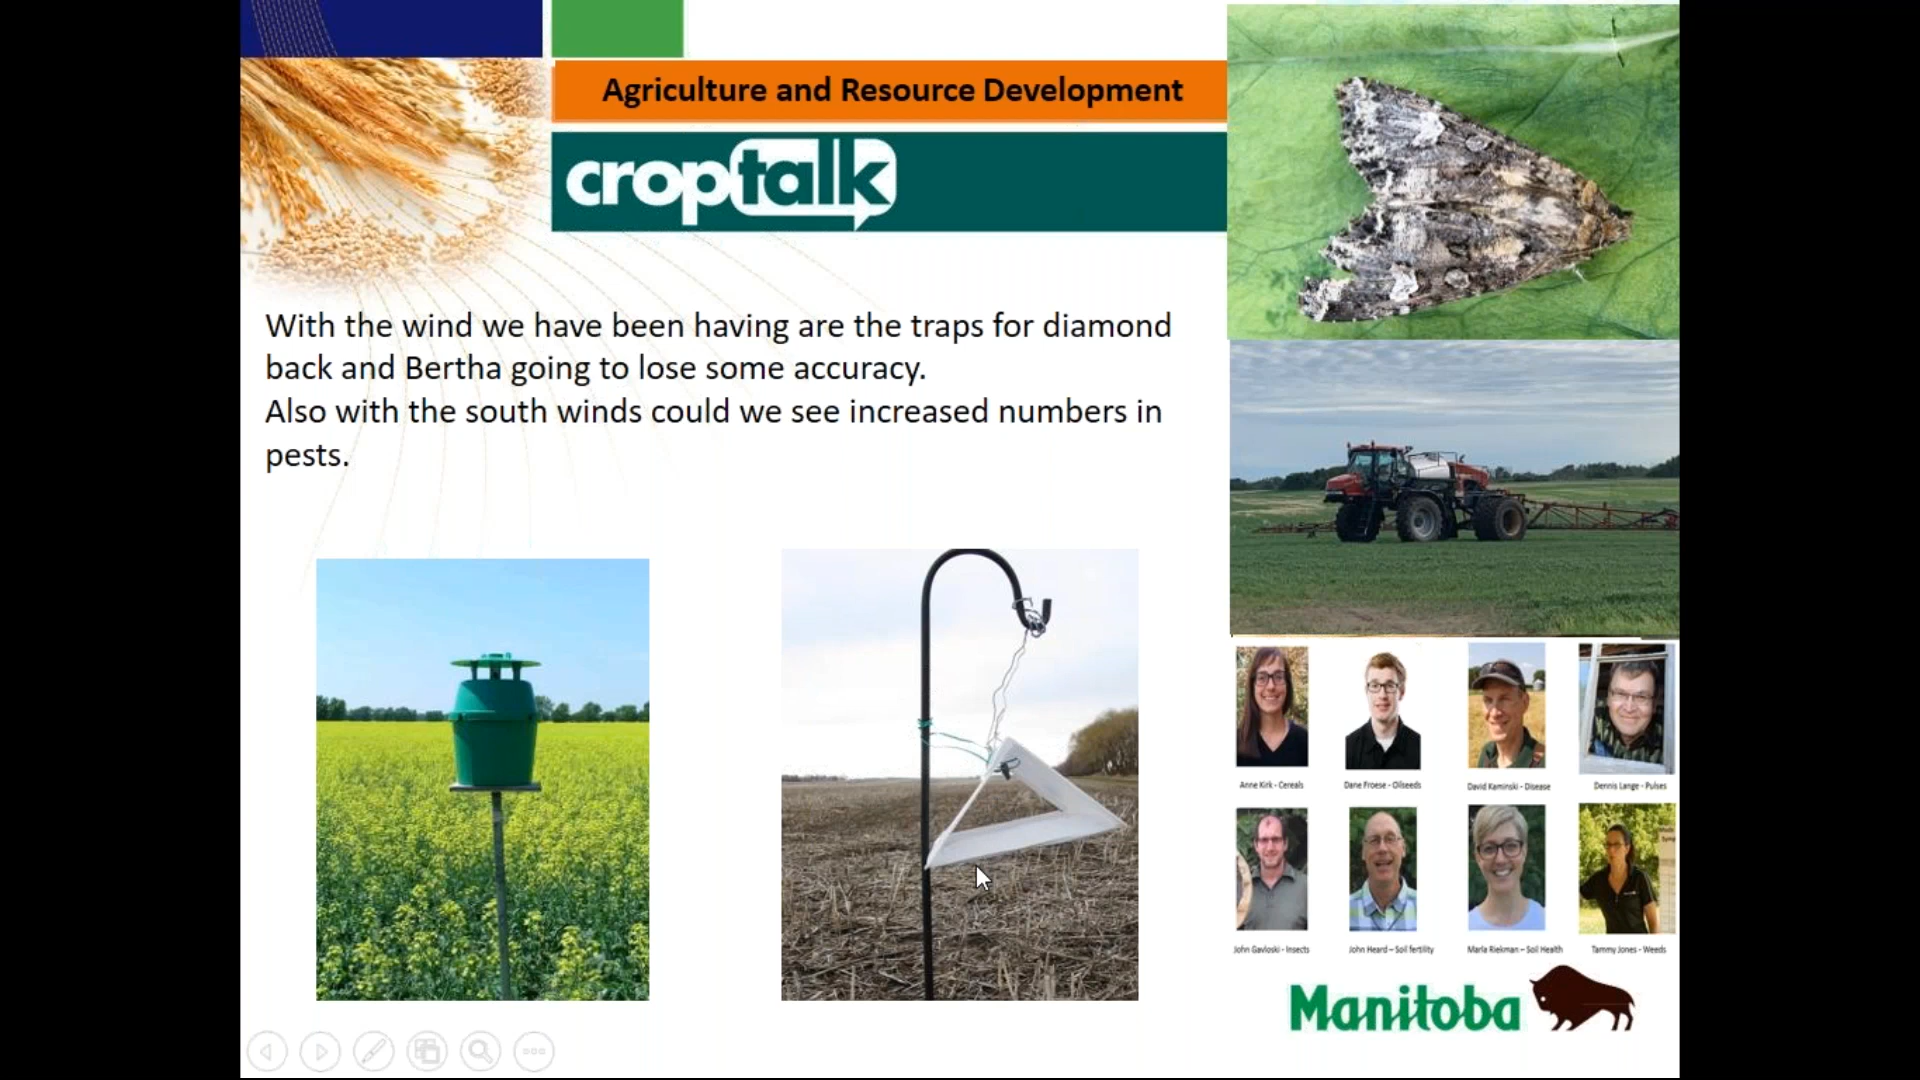 Agriculture and Resource Development
croptalk
With the wind we have been having are the traps for diamond
back and Bertha going to lose some accuracy.
Also with the south winds could we see increased numbers in
pests.
Anne Kirk - Cereals
Dane Froese - Oilseeds
David Kaminski - Disease
Dennis Lange - Pulses
John Gavloski - Insects
John Heard – Soil fertility
Marla Riekman – Soil Health
Tammy Jones - Weeds
Manitoba